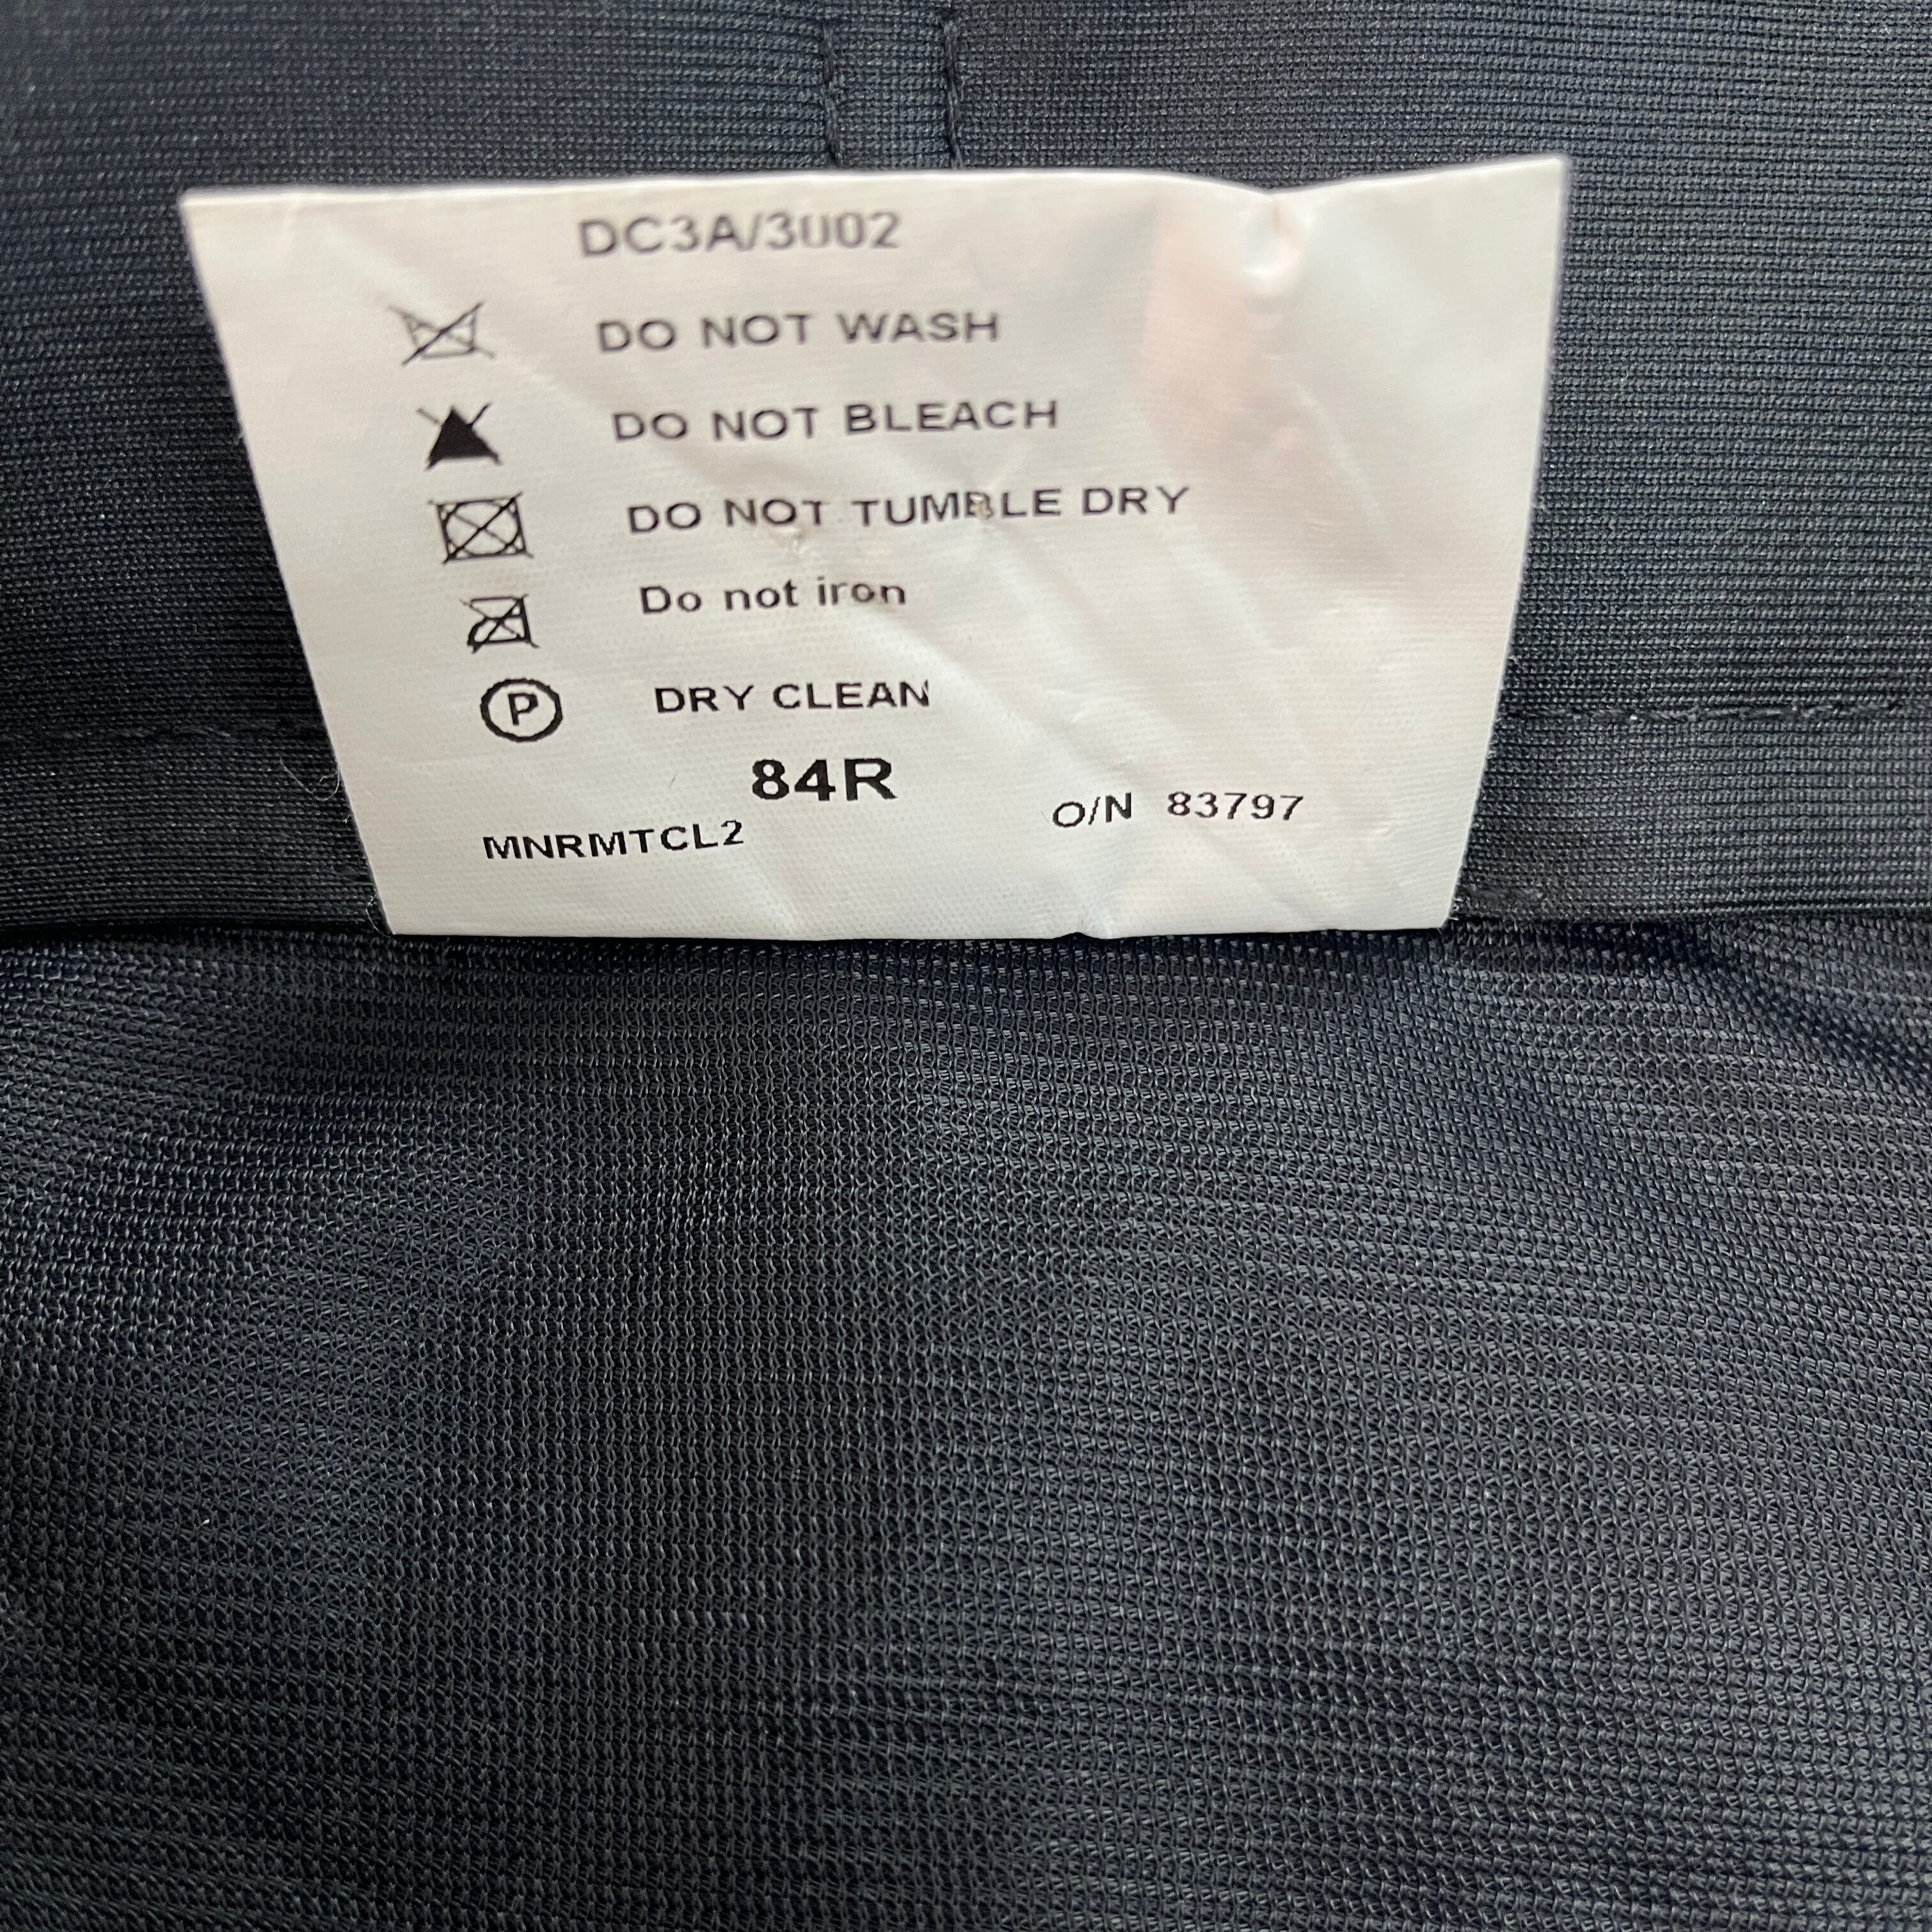 DC3A/3002
DO NOT WASH
DO NOT BLEACH
DO NOT TUMBLE DRY
Do not iron
P DRY CLEAN
84R
MNRMTCL2 O/N 83797